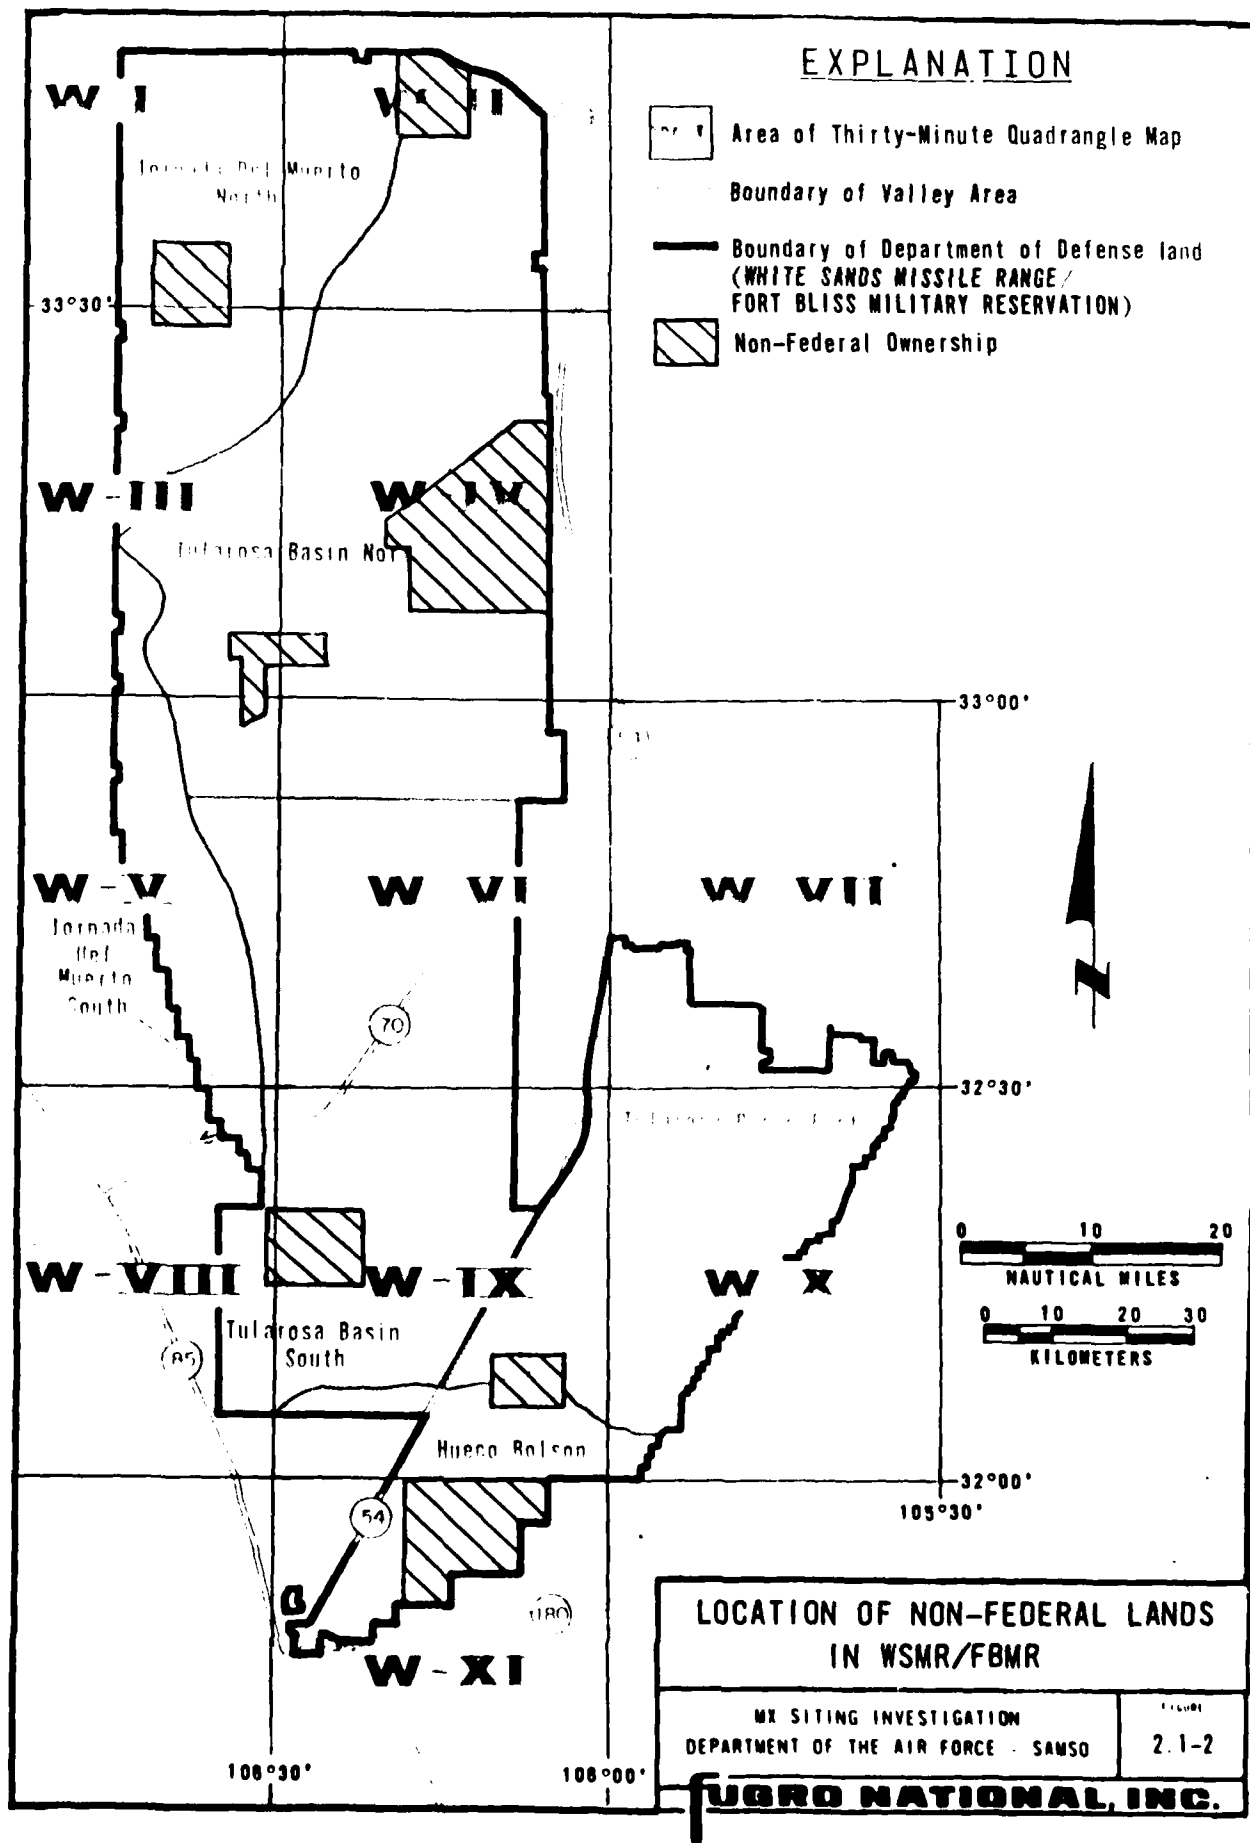 EXPLANATION
Area of Thirty-Minute Quadrangle Map
Boundary of Valley Area
Boundary of Department of Defense land
(WHITE SANDS MISSILE RANGE/
FORT BLISS MILITARY RESERVATION)
Non-Federal Ownership
W I
Jornada Del Muerto
North
33°30'
W-III
W-IV
Tularosa Basin Nor
33°00'
W-V
W VI
W VII
Jornada
Del
Muerto
South
70
32°30'
0 10 20
NAUTICAL MILES
0 10 20 30
KILOMETERS
W-VIII
W-IX
W X
Tularosa Basin
South
85
Hueco Bolson
32°00'
105°30'
54
180
W-XI
106°30'
106°00'
LOCATION OF NON-FEDERAL LANDS
IN WSMR/FBMR
MX SITING INVESTIGATION
DEPARTMENT OF THE AIR FORCE - SAMSO
FIGURE
2.1-2
FUGRO NATIONAL, INC.